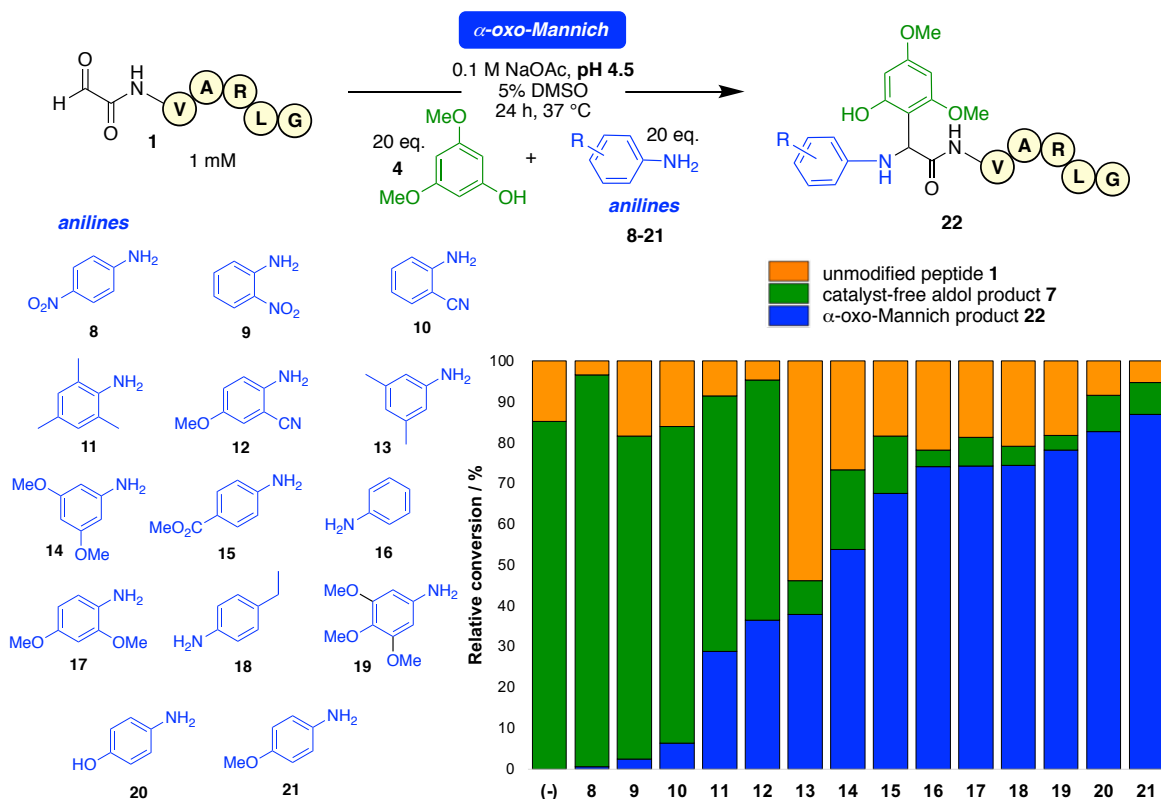 α-oxo-Mannich
0.1 M NaOAc, pH 4.5
5% DMSO
24 h, 37 °C
O
H
H
N
O
V
A
R
L
G
1
1 mM
20 eq.
4
MeO
MeO
OH
+
R
NH2
20 eq.
anilines
8-21
OMe
HO
OMe
R
N
H
O
H
N
V
A
R
L
G
22
anilines
NH2
O2N
8
NH2
NO2
9
NH2
CN
10
NH2
11
NH2
MeO
CN
12
NH2
13
MeO
NH2
OMe
14
NH2
MeO2C
15
H2N
16
NH2
MeO
OMe
17
H2N
18
MeO
NH2
MeO
OMe
19
NH2
HO
20
NH2
MeO
21
unmodified peptide 1
catalyst-free aldol product 7
α-oxo-Mannich product 22
Relative conversion / %
100
90
80
70
60
50
40
30
20
10
0
(-) 8 9 10 11 12 13 14 15 16 17 18 19 20 21